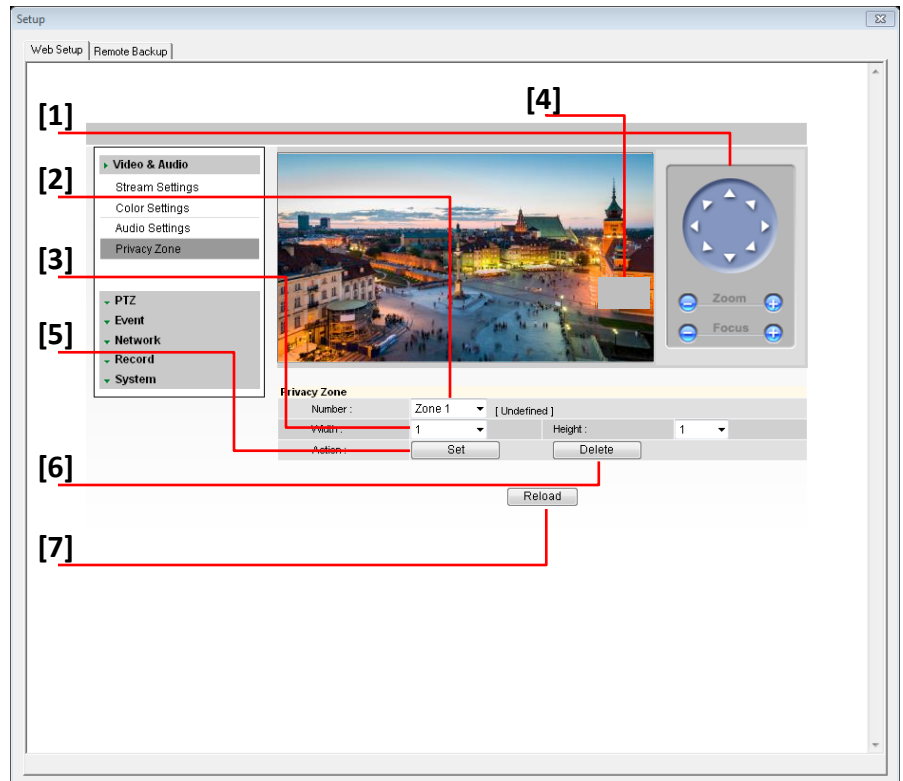 Setup
Web Setup Remote Backup
[4]
[1]
Video & Audio
[2]
Stream Settings
Color Settings
Audio Settings
Privacy Zone
[3]
PTZ
Zoom
Event
[5]
Focus
Network
Record
System
Privacy Zone
Number : Zone 1 [ Undefined ]
Width : 1 Height : 1
Action : Set Delete
[6]
Reload
[7]